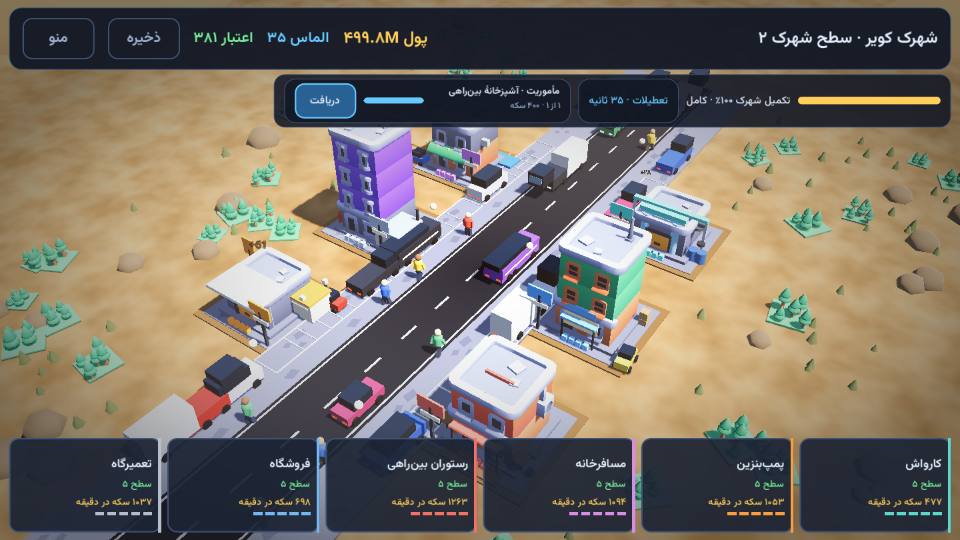 شهرک کویر · سطح شهرک ۲
پول ۴۹۹.۸M
الماس ۳۵
اعتبار ۳۸۱
ذخیره
منو
تکمیل شهرک ۱۰۰٪ · کامل
تعطیلات · ۳۵ ثانیه
مأموریت · آشپزخانهٔ بین‌راهی
۱ از ۱ · ۴۰۰ سکه
دریافت
کارواش
سطح ۵
۴۷۷ سکه در دقیقه
پمپ‌بنزین
سطح ۵
۱۰۵۳ سکه در دقیقه
مسافرخانه
سطح ۵
۱۰۹۴ سکه در دقیقه
رستوران بین‌راهی
سطح ۵
۱۲۶۳ سکه در دقیقه
فروشگاه
سطح ۵
۶۹۸ سکه در دقیقه
تعمیرگاه
سطح ۵
۱۰۳۷ سکه در دقیقه